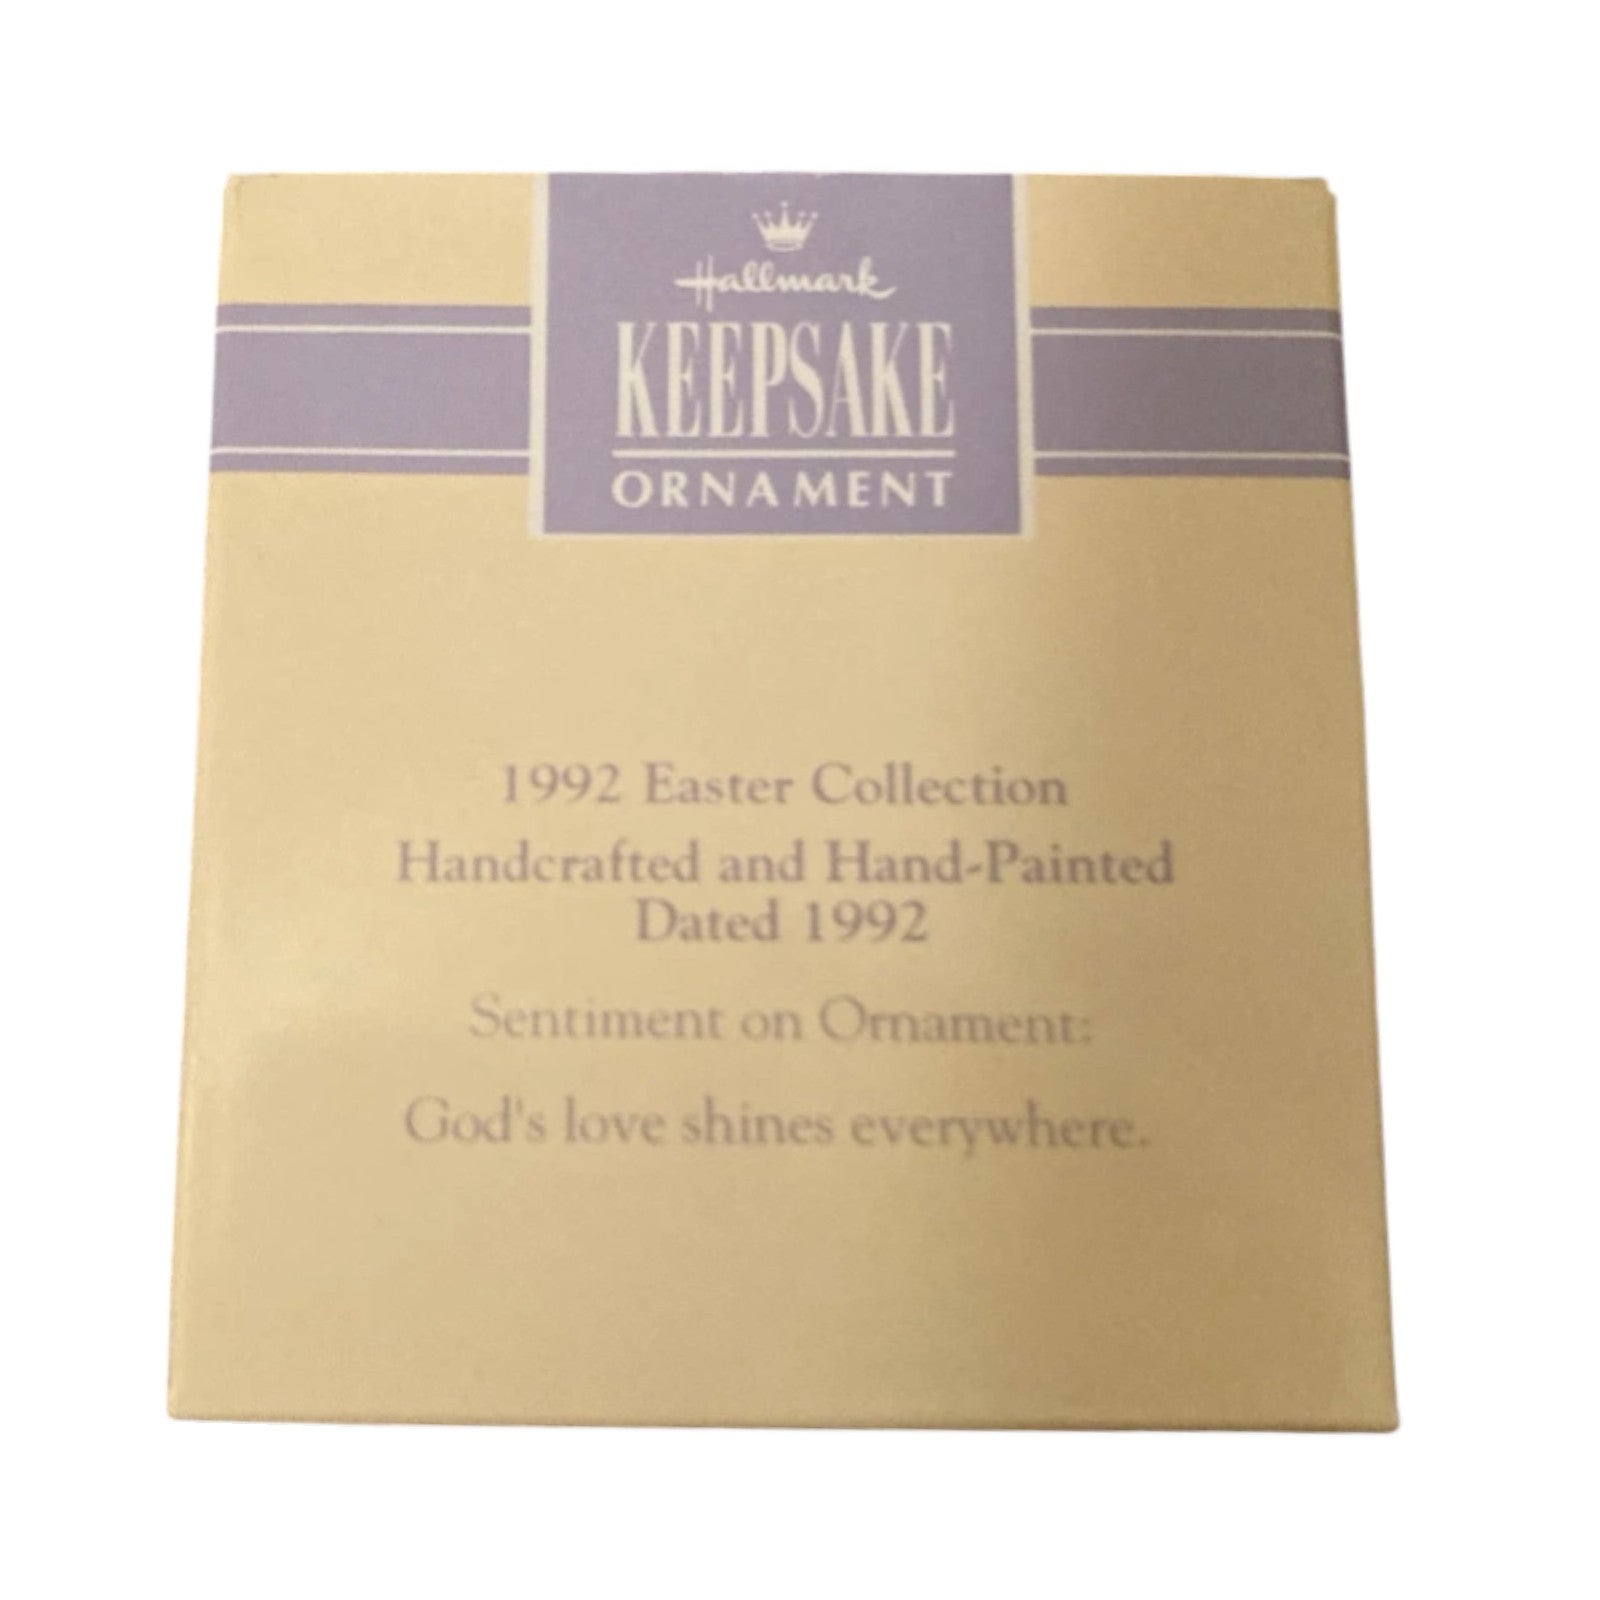 Hallmark
KEEPSAKE
ORNAMENT
1992 Easter Collection
Handcrafted and Hand-Painted
Dated 1992
Sentiment on Ornament:
God's love shines everywhere.